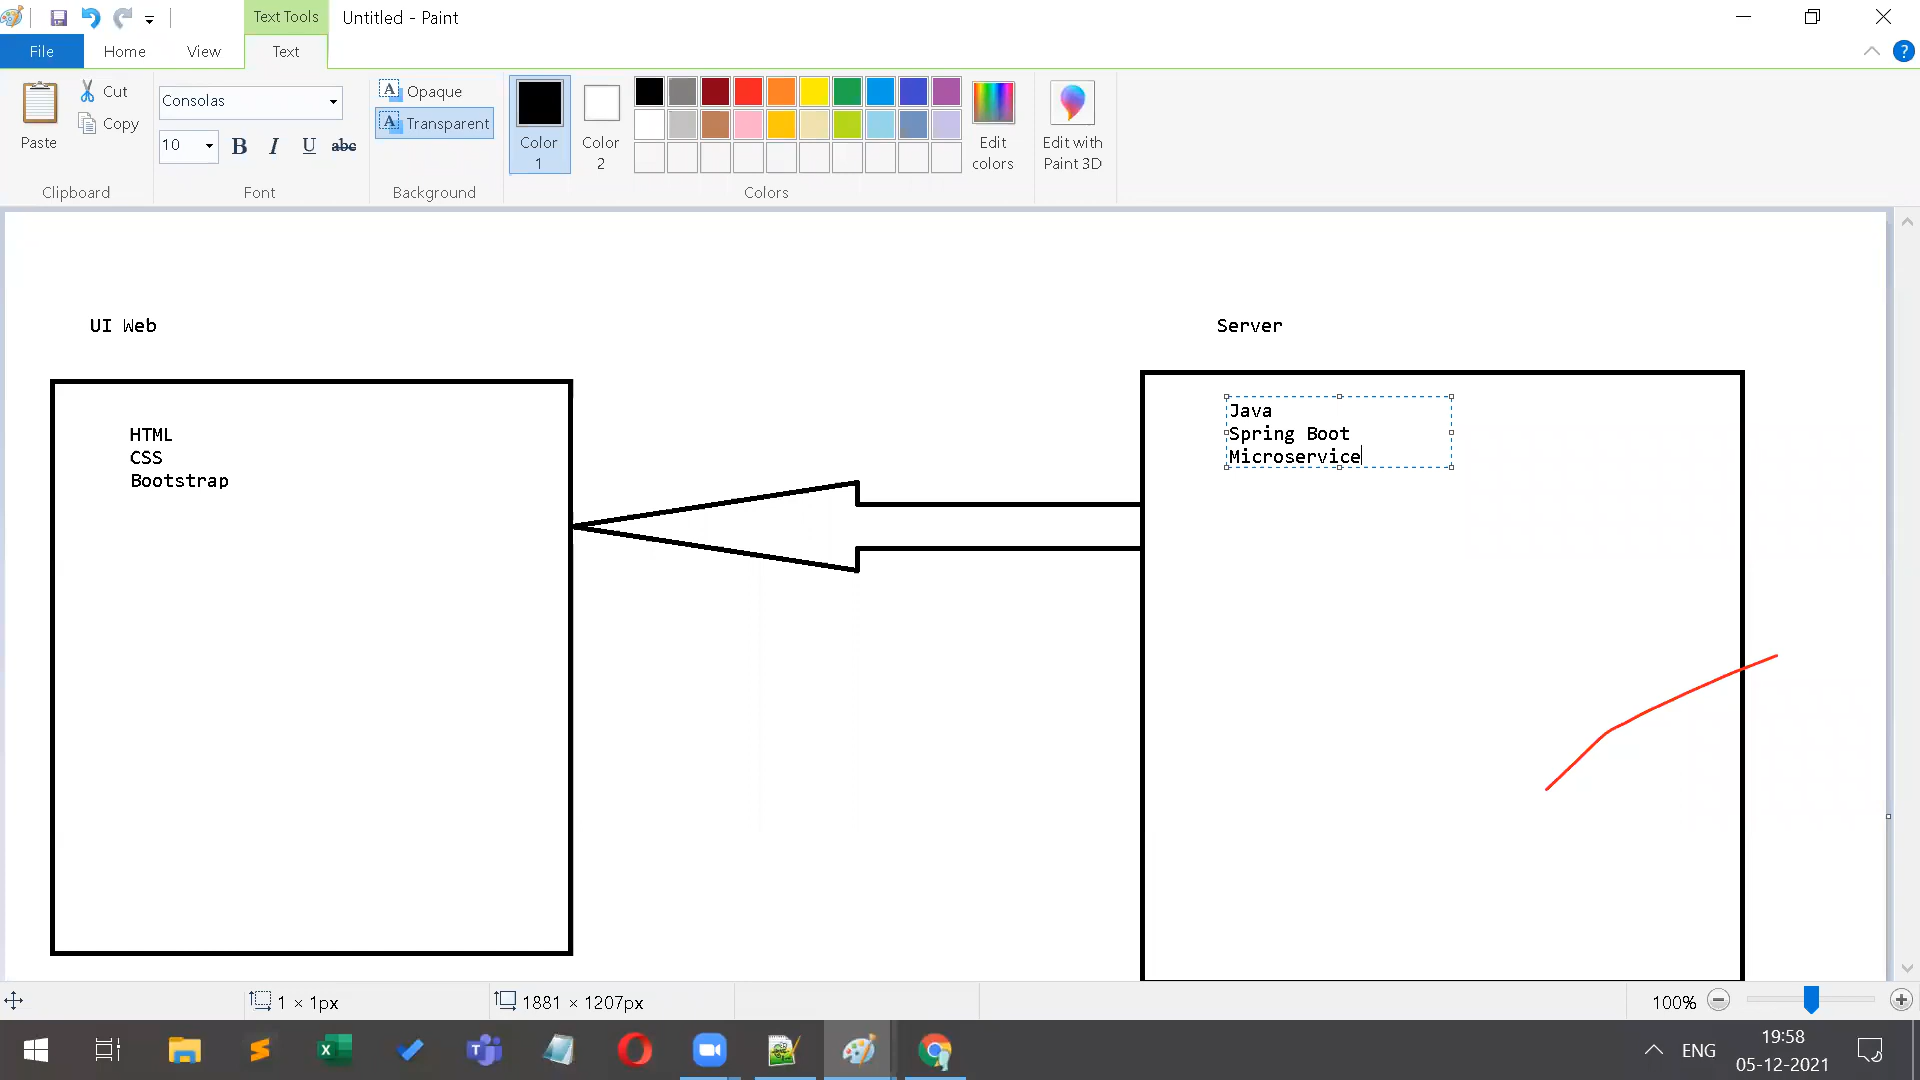 Text Tools
Untitled - Paint
File
Home
View
Text
?
Paste
Cut
Copy
Clipboard
Consolas
10
B I U abc
Font
Opaque
Transparent
Background
Color
1
Color
2
Colors
Edit
colors
Edit with
Paint 3D
UI Web
Server
HTML
CSS
Bootstrap
Java
Spring Boot
Microservice
1 × 1px
1881 × 1207px
100%
ENG
19:58
05-12-2021